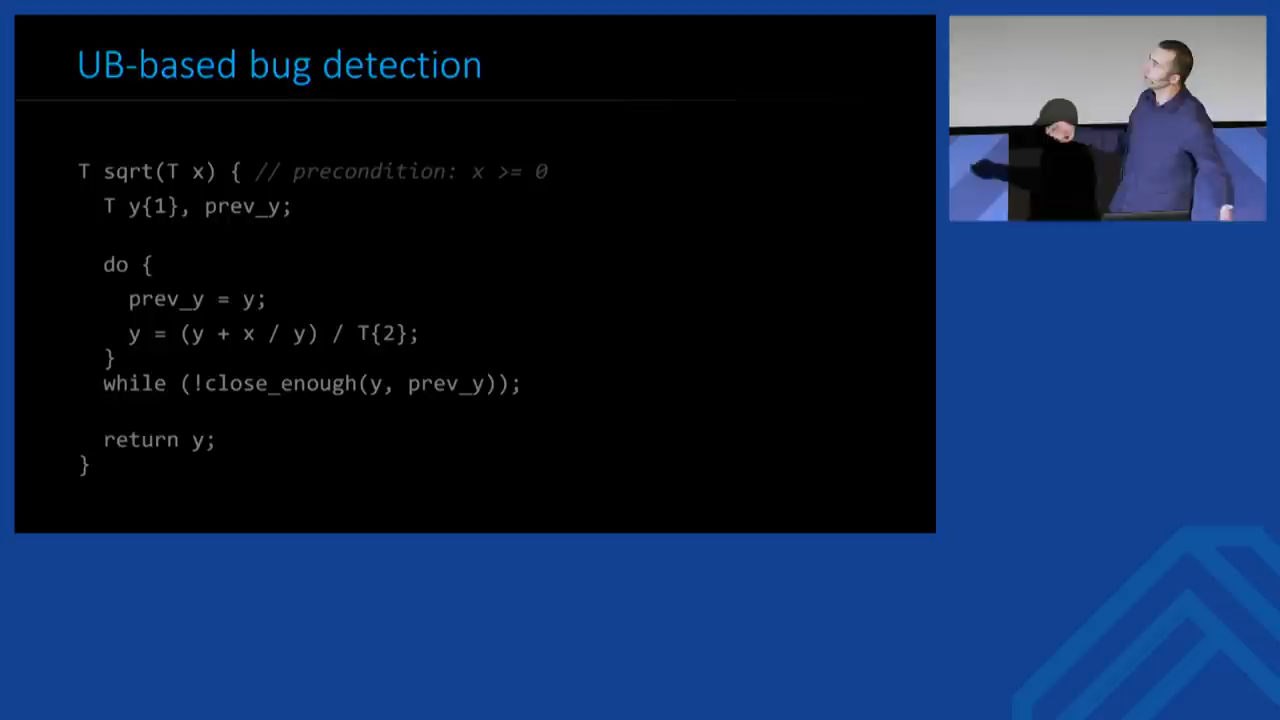 UB-based bug detection
T sqrt(T x) { // precondition: x >= 0
T y{1}, prev_y;
do {
prev_y = y;
y = (y + x / y) / T{2};
}
while (!close_enough(y, prev_y));
return y;
}